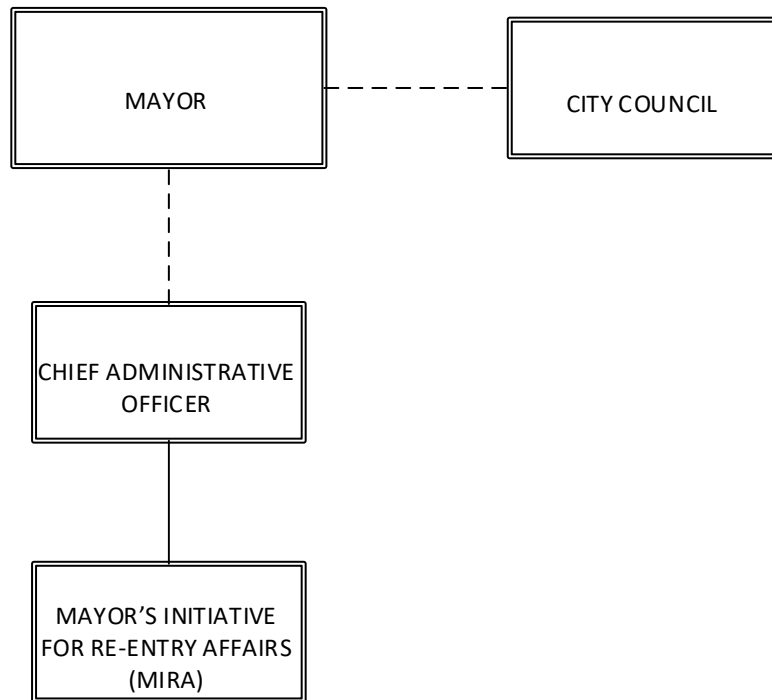 MAYOR
CITY COUNCIL
CHIEF ADMINISTRATIVE
OFFICER
MAYOR’S INITIATIVE
FOR RE-ENTRY AFFAIRS
(MIRA)